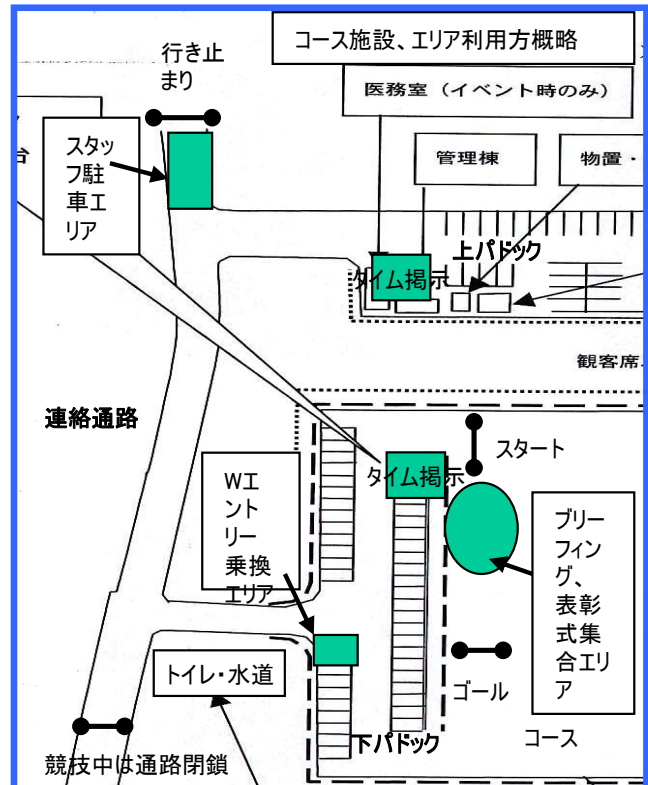 コース施設、エリア利用方概略
行き止
まり
医務室（イベント時のみ）
スタッ
フ駐
車エ
リア
台
管理棟
物置・
上パドック
タイム掲示
観客席
連絡通路
スタート
タイム掲示
Wエ
ント
リー
乗換
エリア
ブリー
フィン
グ、
表彰
式集
合エリ
ア
トイレ・水道
ゴール
コース
下パドック
競技中は通路閉鎖